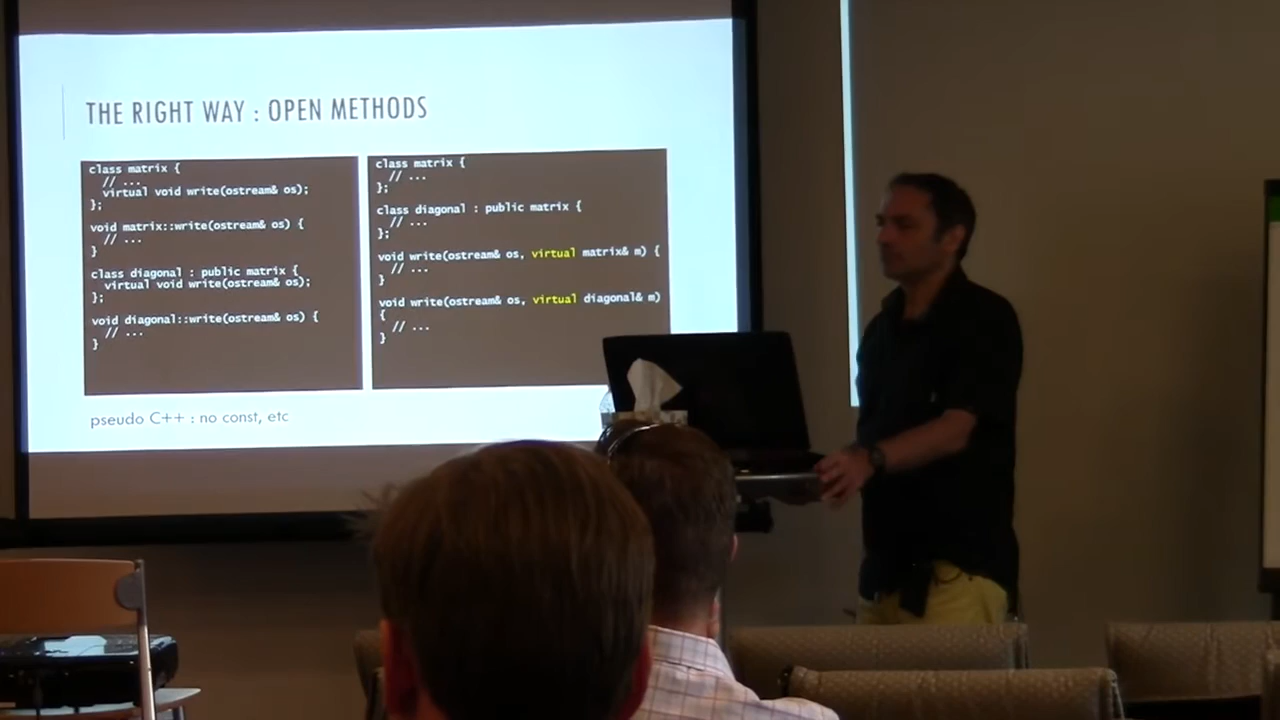 THE RIGHT WAY : OPEN METHODS
class matrix {
// ...
virtual void write(ostream& os);
};
void matrix::write(ostream& os) {
// ...
}
class diagonal : public matrix {
virtual void write(ostream& os);
};
void diagonal::write(ostream& os) {
// ...
}
class matrix {
// ...
};
class diagonal : public matrix {
// ...
};
void write(ostream& os, virtual matrix& m) {
// ...
}
void write(ostream& os, virtual diagonal& m)
{
// ...
}
pseudo C++ : no const, etc